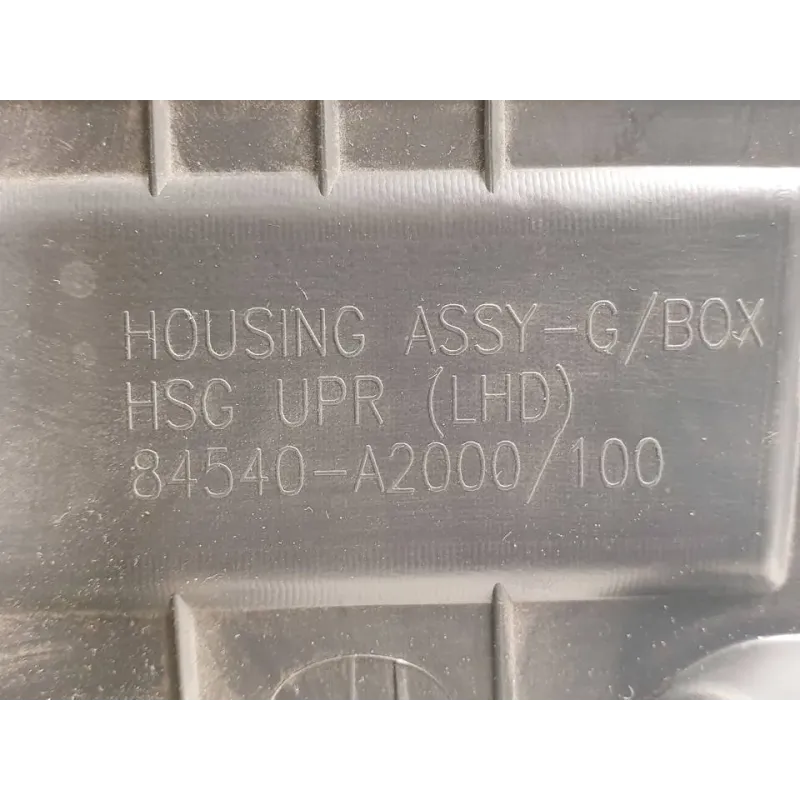 HOUSING ASSY-G/BOX
HSG UPR (LHD)
84540-A2000/100